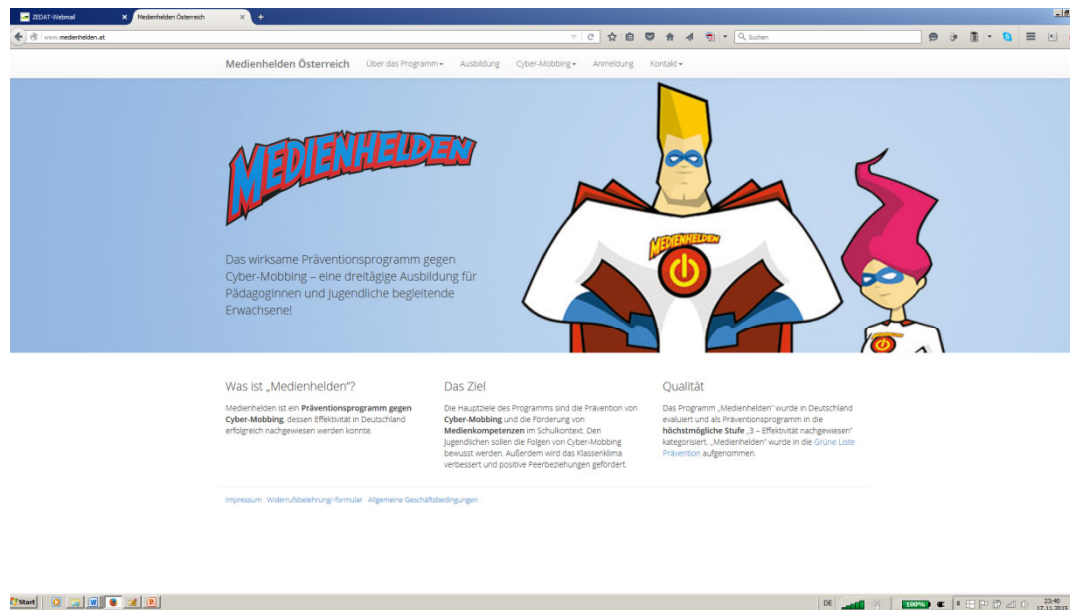 ZEDAT-Webmail
Medienhelden Österreich
www.medienhelden.at
Suchen
Medienhelden Österreich Über das Programm Ausbildung Cyber-Mobbing Anmeldung Kontakt
MEDIENHELDEN
Das wirksame Präventionsprogramm gegen
Cyber-Mobbing – eine dreitägige Ausbildung für
PädagogInnen und Jugendliche begleitende
Erwachsene!
MEDIENHELDEN
Was ist „Medienhelden"?
Medienhelden ist ein Präventionsprogramm gegen
Cyber-Mobbing, dessen Effektivität in Deutschland
erfolgreich nachgewiesen werden konnte.
Das Ziel
Die Hauptziele des Programms sind die Prävention von
Cyber-Mobbing und die Förderung von
Medienkompetenzen im Schulkontext. Den
Jugendlichen sollen die Folgen von Cyber-Mobbing
bewusst werden. Außerdem wird das Klassenklima
verbessert und positive Peerbeziehungen gefördert.
Qualität
Das Programm „Medienhelden" wurde in Deutschland
evaluiert und als Präventionsprogramm in die
höchstmögliche Stufe „3 – Effektivität nachgewiesen"
kategorisiert. „Medienhelden" wurde in die Grüne Liste
Prävention aufgenommen.
Impressum Widerrufsbelehrung/-formular Allgemeine Geschäftsbedingungen
Start
DE
100%
23:40
17.11.2015